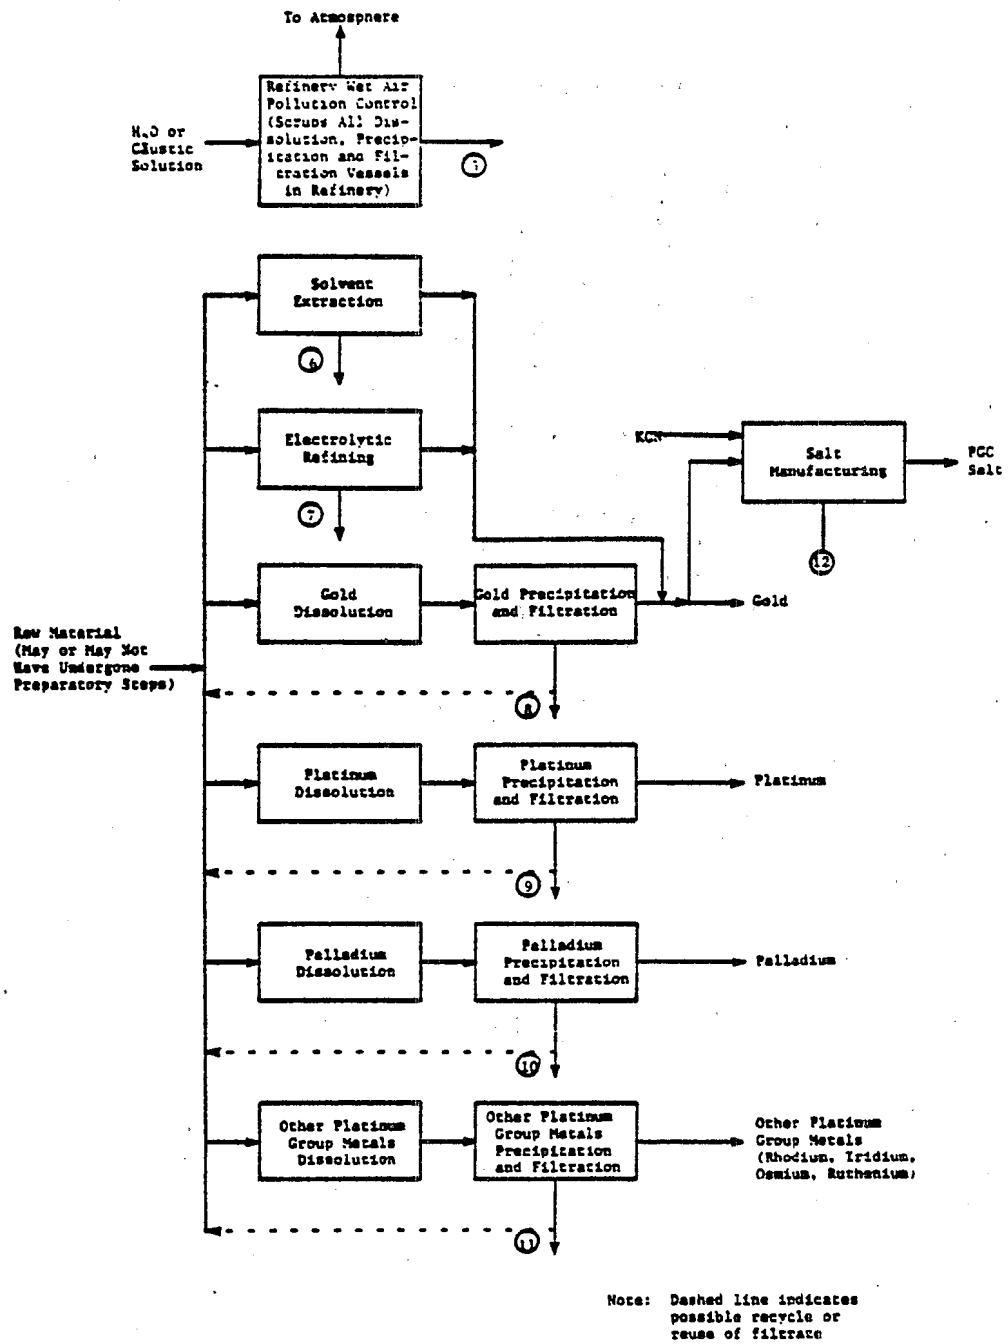 To Atmosphere
Refinery Wet Air
Pollution Control
(Scrubs All Dis-
solution, Precip-
itation and Fil-
tration Vessels
in Refinery)
H2O or
Caustic
Solution
Solvent
Extraction
6
Electrolytic
Refining
7
KCN
Salt
Manufacturing
PGC
Salt
12
Gold
Dissolution
Gold Precipitation
and Filtration
Gold
Raw Material
(May or May Not
Have Undergone
Preparatory Steps)
8
Platinum
Dissolution
Platinum
Precipitation
and Filtration
Platinum
9
Palladium
Dissolution
Palladium
Precipitation
and Filtration
Palladium
10
Other Platinum
Group Metals
Dissolution
Other Platinum
Group Metals
Precipitation
and Filtration
Other Platinum
Group Metals
(Rhodium, Iridium,
Osmium, Ruthenium)
11
Note: Dashed line indicates
possible recycle or
reuse of filtrate